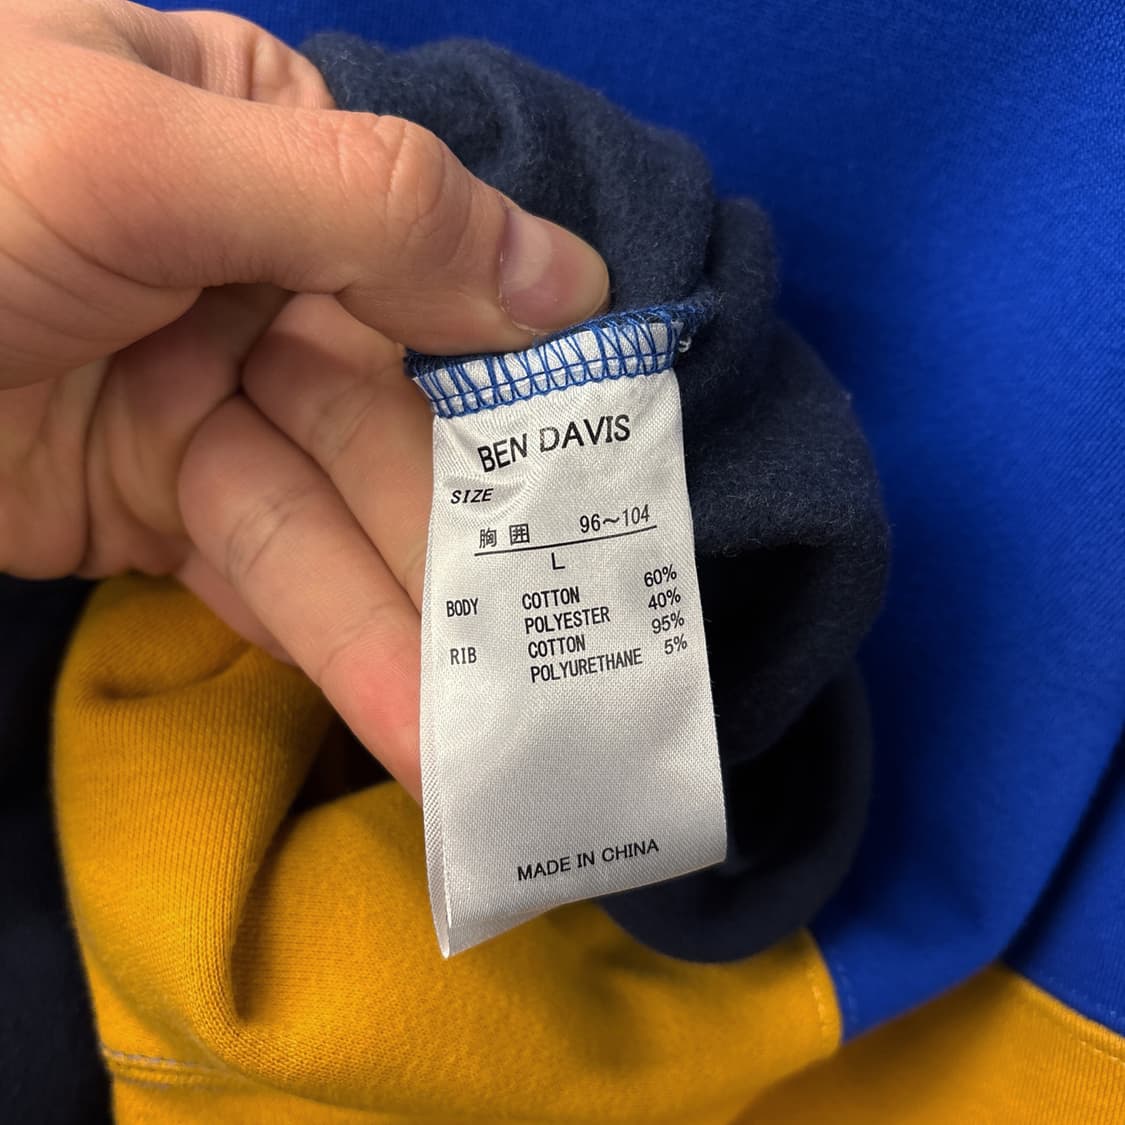 BEN DAVIS
SIZE
胸囲 96〜104
L
BODY COTTON 60%
POLYESTER 40%
RIB COTTON 95%
POLYURETHANE 5%
MADE IN CHINA